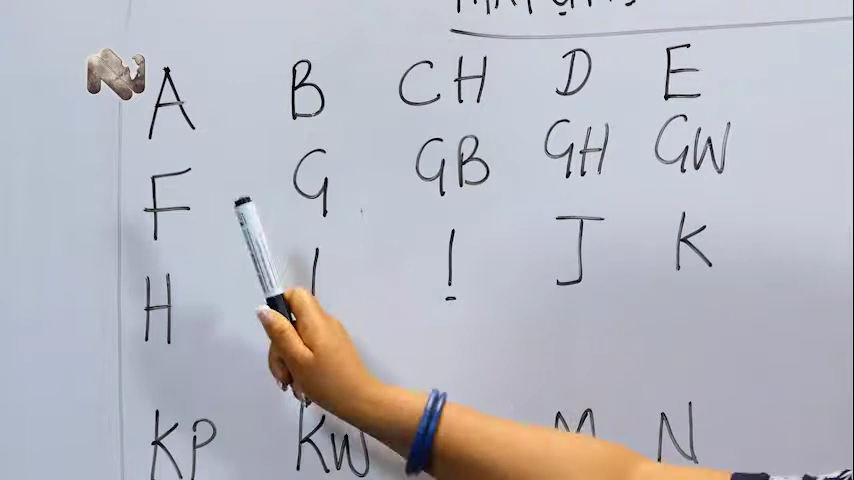 A B CH D E
F G GB GH GW
H I Ị J K
KP KW M N